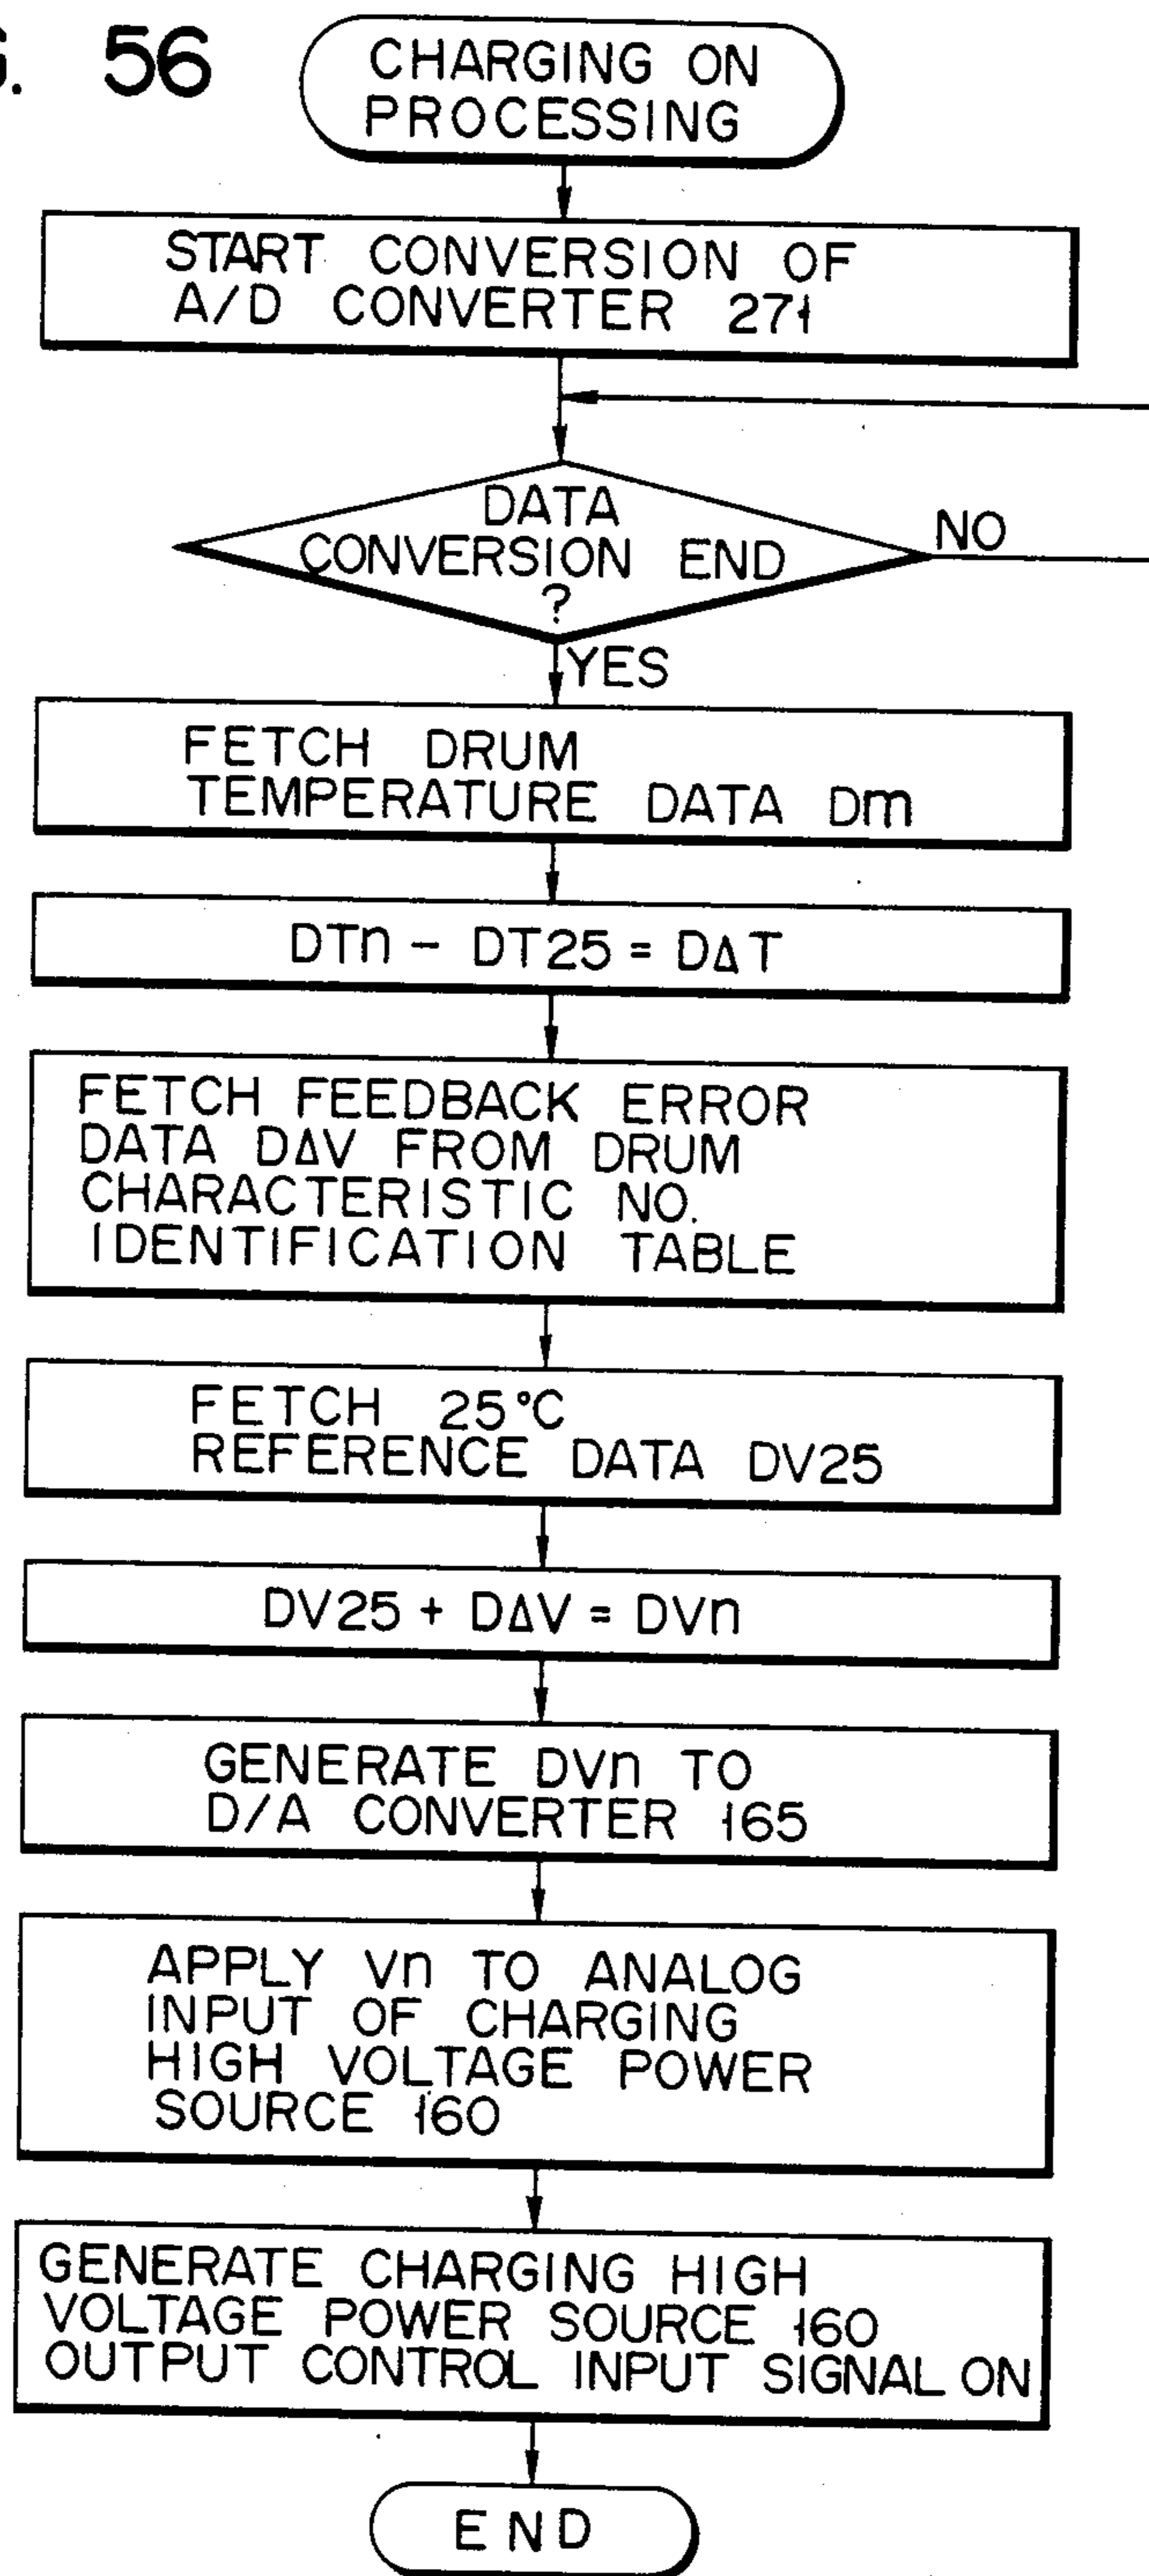 G. 56
CHARGING ON
PROCESSING
START CONVERSION OF
A/D CONVERTER 271
DATA
CONVERSION END
?
NO
YES
FETCH DRUM
TEMPERATURE DATA Dm
DTn - DT25 = DΔT
FETCH FEEDBACK ERROR
DATA DΔV FROM DRUM
CHARACTERISTIC NO.
IDENTIFICATION TABLE
FETCH 25°C
REFERENCE DATA DV25
DV25 + DΔV = DVn
GENERATE DVn TO
D/A CONVERTER 165
APPLY Vn TO ANALOG
INPUT OF CHARGING
HIGH VOLTAGE POWER
SOURCE 160
GENERATE CHARGING HIGH
VOLTAGE POWER SOURCE 160
OUTPUT CONTROL INPUT SIGNAL ON
END